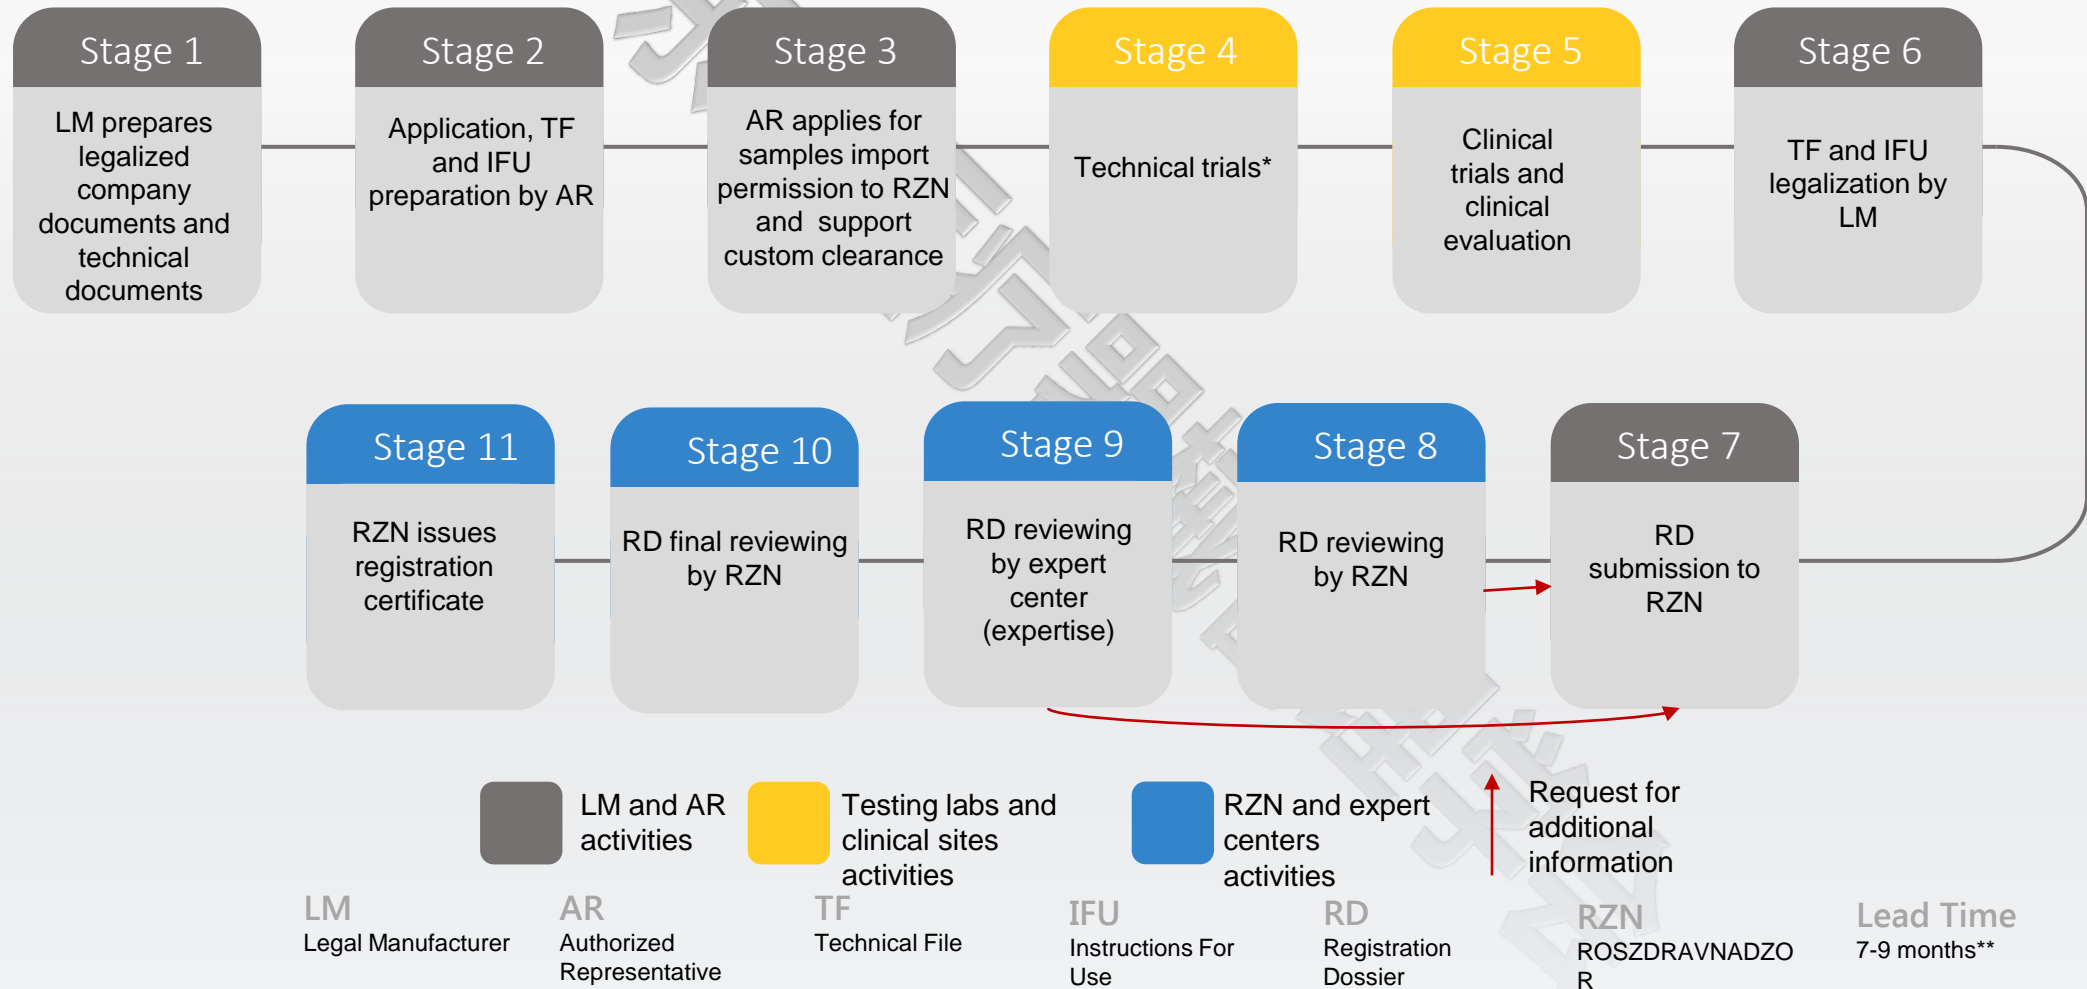 Stage 1
LM prepares
legalized
company
documents and
technical
documents
Stage 2
Application, TF
and IFU
preparation by AR
Stage 3
AR applies for
samples import
permission to RZN
and support
custom clearance
Stage 4
Technical trials*
Stage 5
Clinical
trials and
clinical
evaluation
Stage 6
TF and IFU
legalization by
LM
Stage 11
RZN issues
registration
certificate
Stage 10
RD final reviewing
by RZN
Stage 9
RD reviewing
by expert
center
(expertise)
Stage 8
RD reviewing
by RZN
Stage 7
RD
submission to
RZN
LM and AR
activities
Testing labs and
clinical sites
activities
RZN and expert
centers
activities
Request for
additional
information
LM
Legal Manufacturer
AR
Authorized
Representative
TF
Technical File
IFU
Instructions For
Use
RD
Registration
Dossier
RZN
ROSZDRAVNADZO
R
Lead Time
7-9 months**